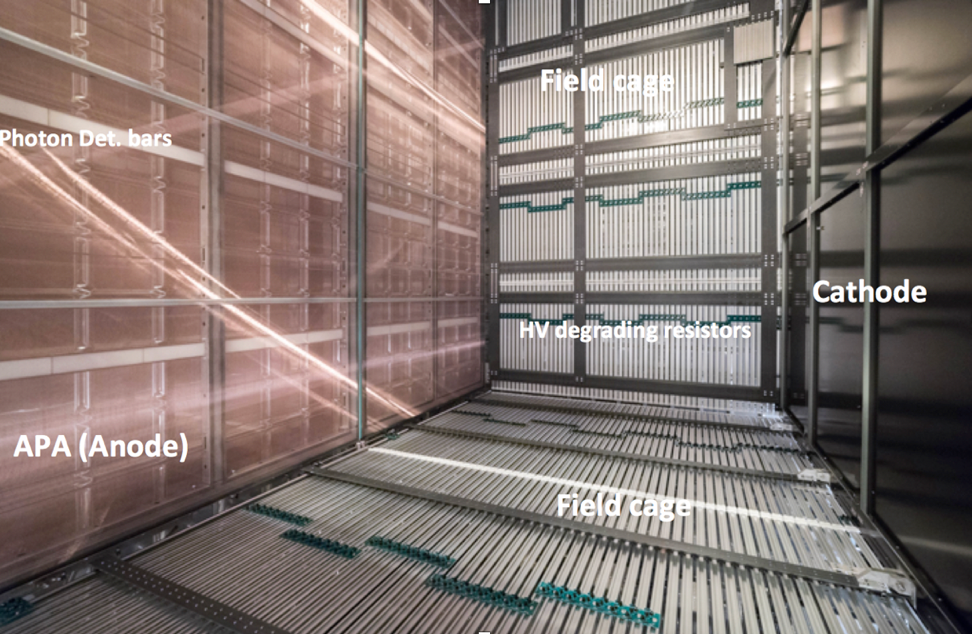 Field cage
Photon Det. bars
Cathode
HV degrading resistors
APA (Anode)
Field cage